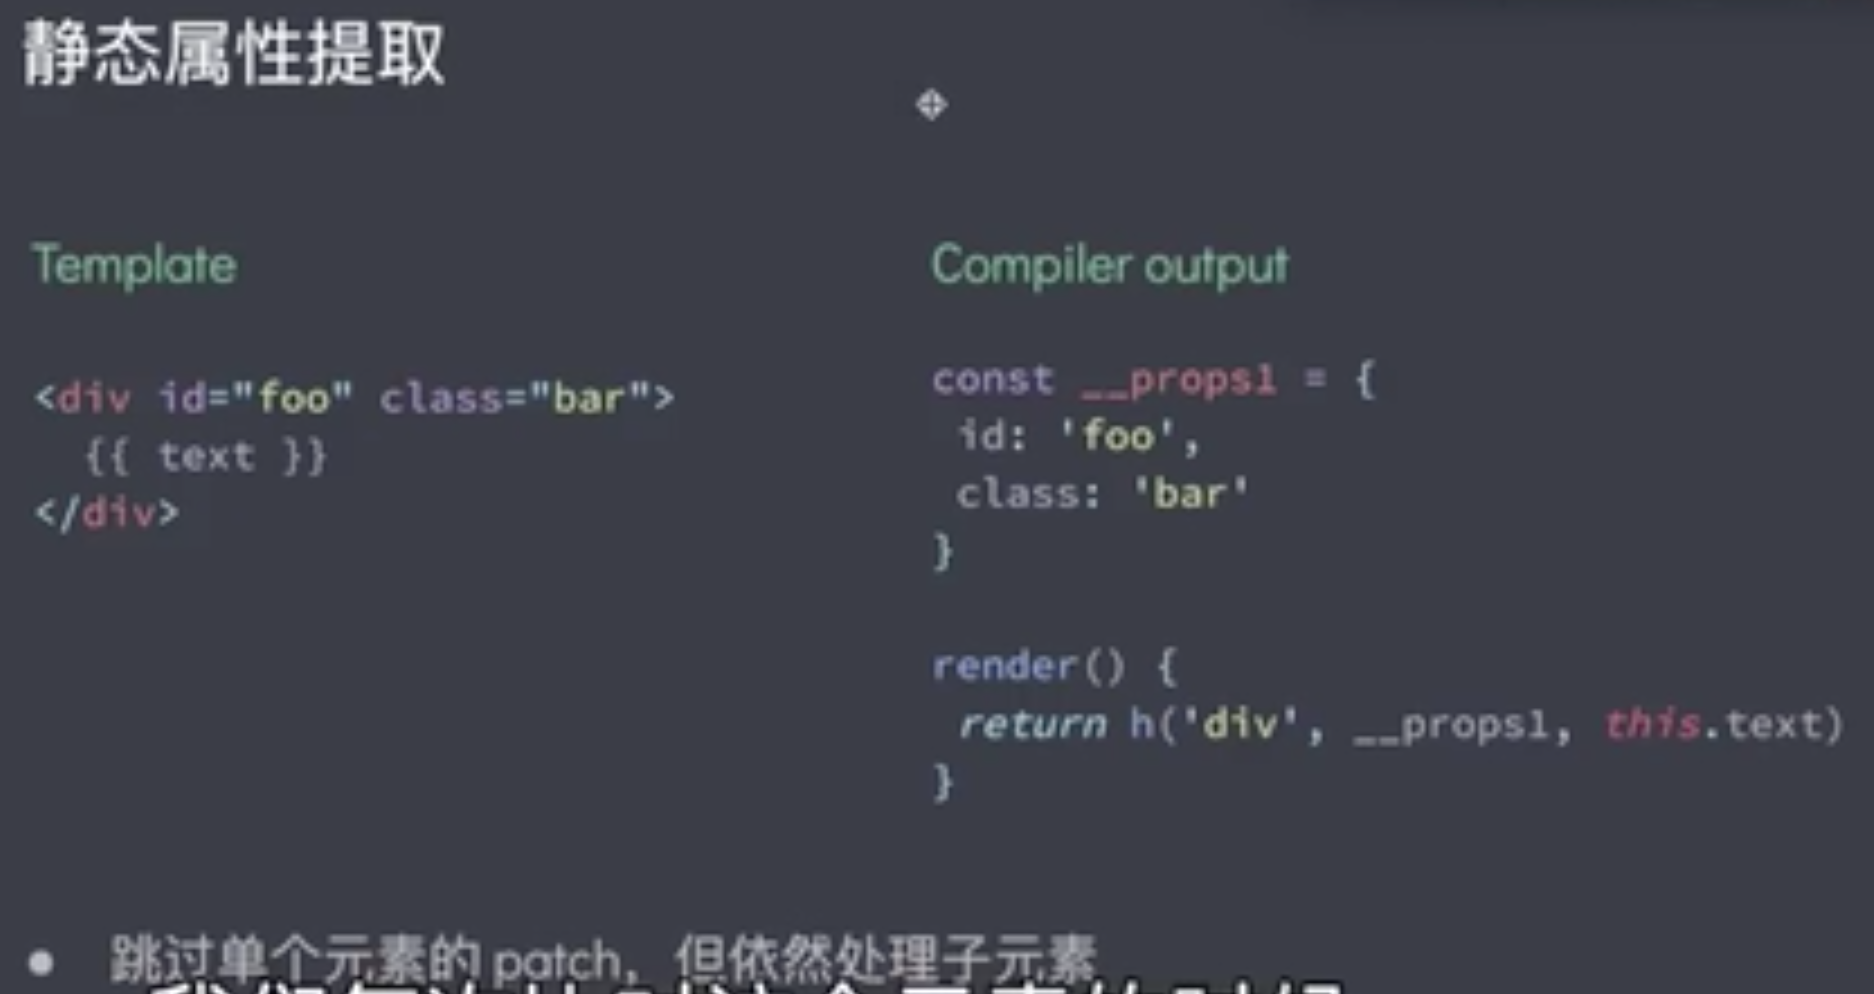 静态属性提取
Template
<div id="foo" class="bar">
{{ text }}
</div>
Compiler output
const __props1 = {
id: 'foo',
class: 'bar'
}
render() {
return h('div', __props1, this.text)
}
跳过单个元素的 patch，但依然处理子元素